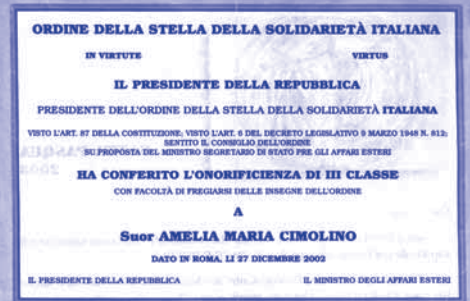 ORDINE DELLA STELLA DELLA SOLIDARIETÀ ITALIANA
IN VIRTUTE VIRTUS
IL PRESIDENTE DELLA REPUBBLICA
PRESIDENTE DELL'ORDINE DELLA STELLA DELLA SOLIDARIETÀ ITALIANA
VISTO L'ART. 87 DELLA COSTITUZIONE; VISTO L'ART. 6 DEL DECRETO LEGISLATIVO 9 MARZO 1948 N. 812;
SENTITO IL CONSIGLIO DELL'ORDINE
SU PROPOSTA DEL MINISTRO SEGRETARIO DI STATO PRE GLI AFFARI ESTERI
HA CONFERITO L'ONORIFICENZA DI III CLASSE
CON FACOLTÀ DI FREGIARSI DELLE INSEGNE DELL'ORDINE
A
Suor AMELIA MARIA CIMOLINO
DATO IN ROMA, LI 27 DICEMBRE 2002
IL PRESIDENTE DELLA REPUBBLICA IL MINISTRO DEGLI AFFARI ESTERI